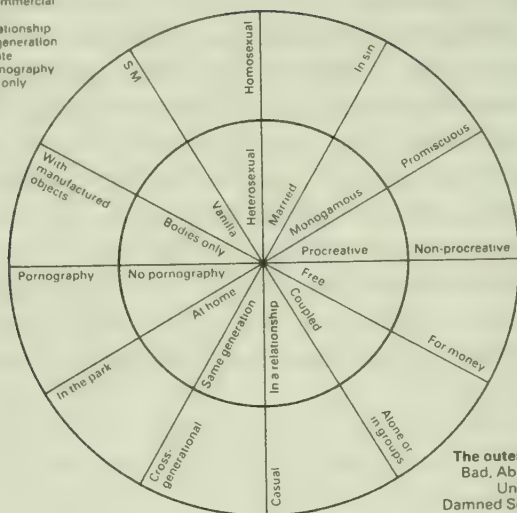 ommercial
lationship
generation
te
nography
only
Homosexual
Heterosexual
In sin
Married
Promiscuous
Monogamous
Non-procreative
Procreative
For money
Free
Alone or
in groups
Coupled
Casual
In a relationship
Cross-
generational
Same generation
In the park
At home
Pornography
No pornography
With
manufactured
objects
Bodies only
S M
Vanilla
The oute
Bad, Ab
Un
Damned S